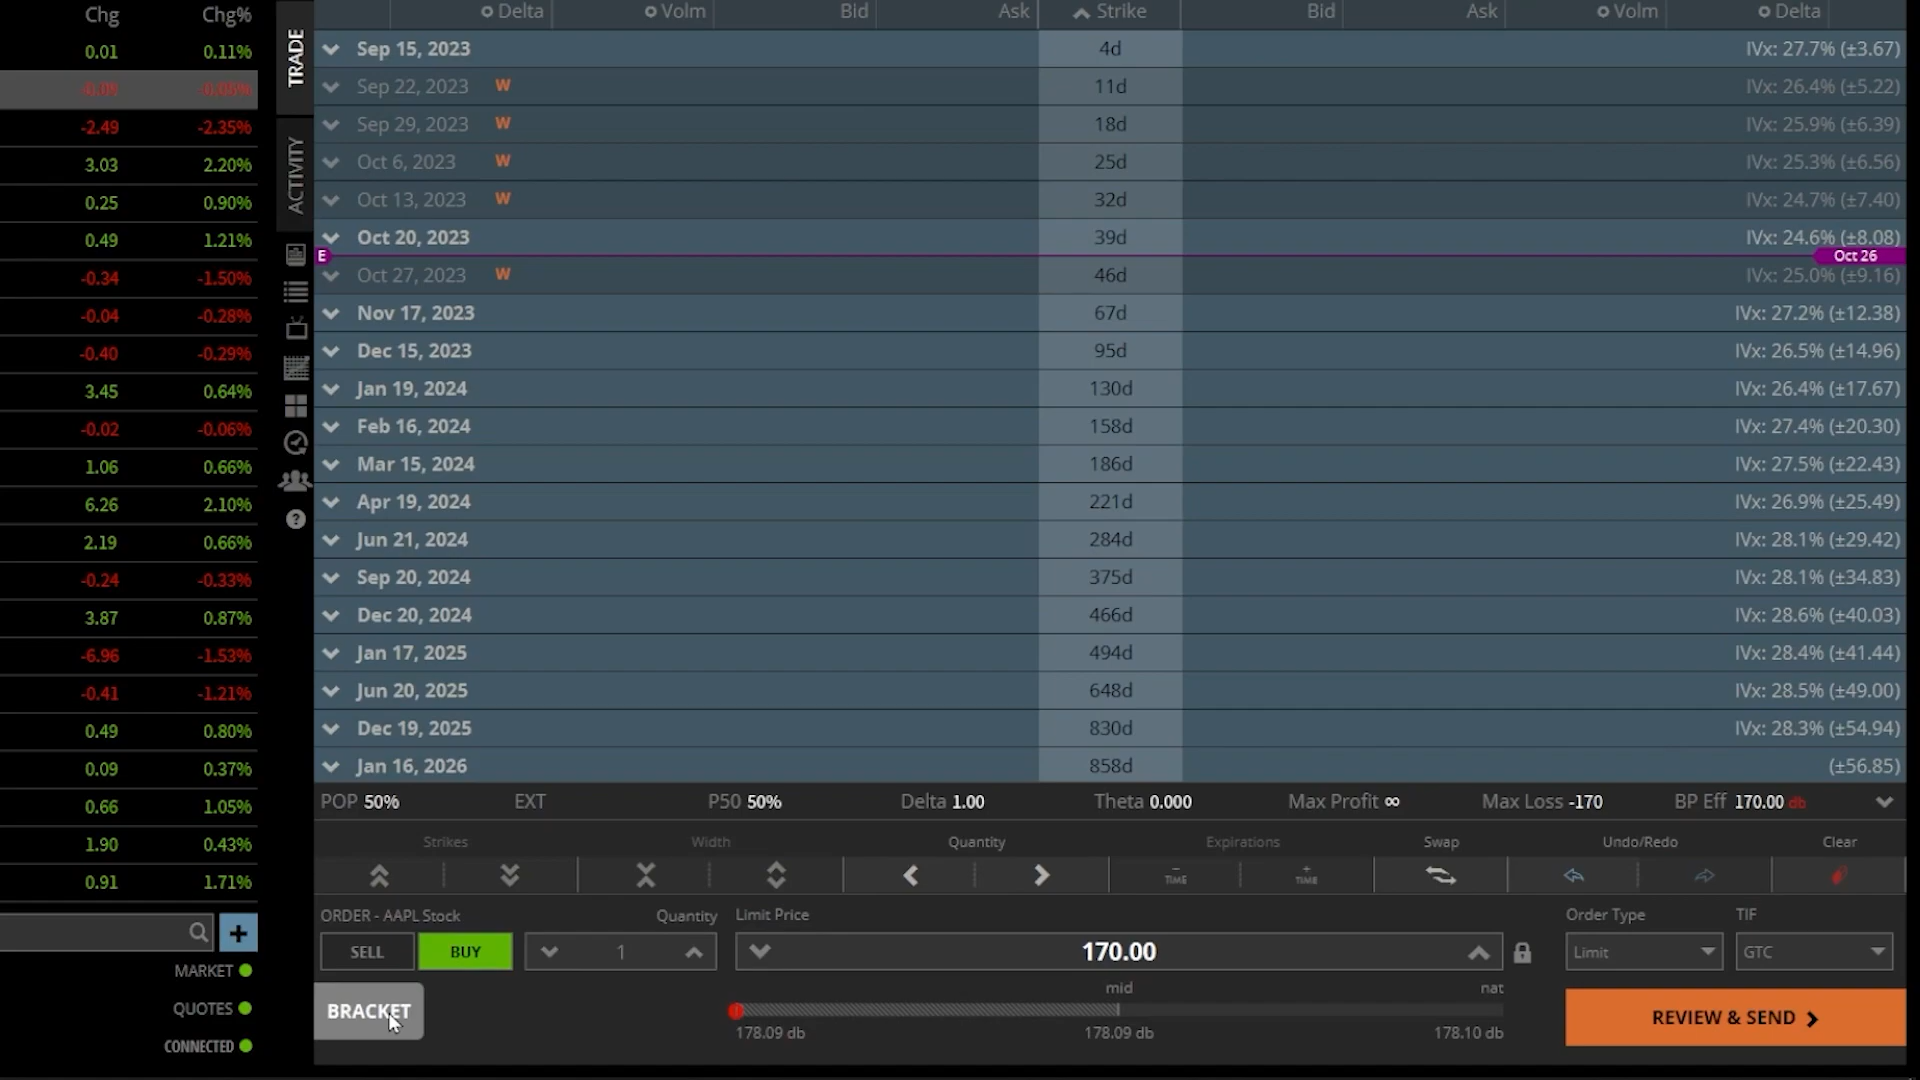 Chg Chg%
0.01 0.11%
-0.09
-2.49 -2.35%
3.03 2.20%
0.25 0.90%
0.49 1.21%
-0.34 -1.50%
-0.04 -0.28%
-0.40 -0.29%
3.45 0.64%
-0.02 -0.06%
1.06 0.66%
6.26 2.10%
2.19 0.66%
-0.24 -0.33%
3.87 0.87%
-6.96 -1.53%
-0.41 -1.21%
0.49 0.80%
0.09 0.37%
0.66 1.05%
1.90 0.43%
0.91 1.71%
MARKET
QUOTES
CONNECTED
TRADE
ACTIVITY
Delta Volm Bid Ask Strike Bid Ask Volm Delta
Sep 15, 2023 4d IVx: 27.7% (±3.67)
Sep 22, 2023 W 11d IVx: 26.4% (±5.22)
Sep 29, 2023 W 18d IVx: 25.9% (±6.39)
Oct 6, 2023 W 25d IVx: 25.3% (±6.56)
Oct 13, 2023 W 32d IVx: 24.7% (±7.40)
Oct 20, 2023 39d IVx: 24.6% (±8.08)
E Oct 26
Oct 27, 2023 W 46d IVx: 25.0% (±9.16)
Nov 17, 2023 67d IVx: 27.2% (±12.38)
Dec 15, 2023 95d IVx: 26.5% (±14.96)
Jan 19, 2024 130d IVx: 26.4% (±17.67)
Feb 16, 2024 158d IVx: 27.4% (±20.30)
Mar 15, 2024 186d IVx: 27.5% (±22.43)
Apr 19, 2024 221d IVx: 26.9% (±25.49)
Jun 21, 2024 284d IVx: 28.1% (±29.42)
Sep 20, 2024 375d IVx: 28.1% (±34.83)
Dec 20, 2024 466d IVx: 28.6% (±40.03)
Jan 17, 2025 494d IVx: 28.4% (±41.44)
Jun 20, 2025 648d IVx: 28.5% (±49.00)
Dec 19, 2025 830d IVx: 28.3% (±54.94)
Jan 16, 2026 858d (±56.85)
POP 50% EXT P50 50% Delta 1.00 Theta 0.000 Max Profit ∞ Max Loss -170 BP Eff 170.00 db
Strikes Width Quantity Expirations Swap Undo/Redo Clear
- TIME + TIME
ORDER - AAPL Stock Quantity Limit Price Order Type TIF
SELL BUY 1 170.00 Limit GTC
mid nat
BRACKET REVIEW & SEND
178.09 db 178.09 db 178.10 db